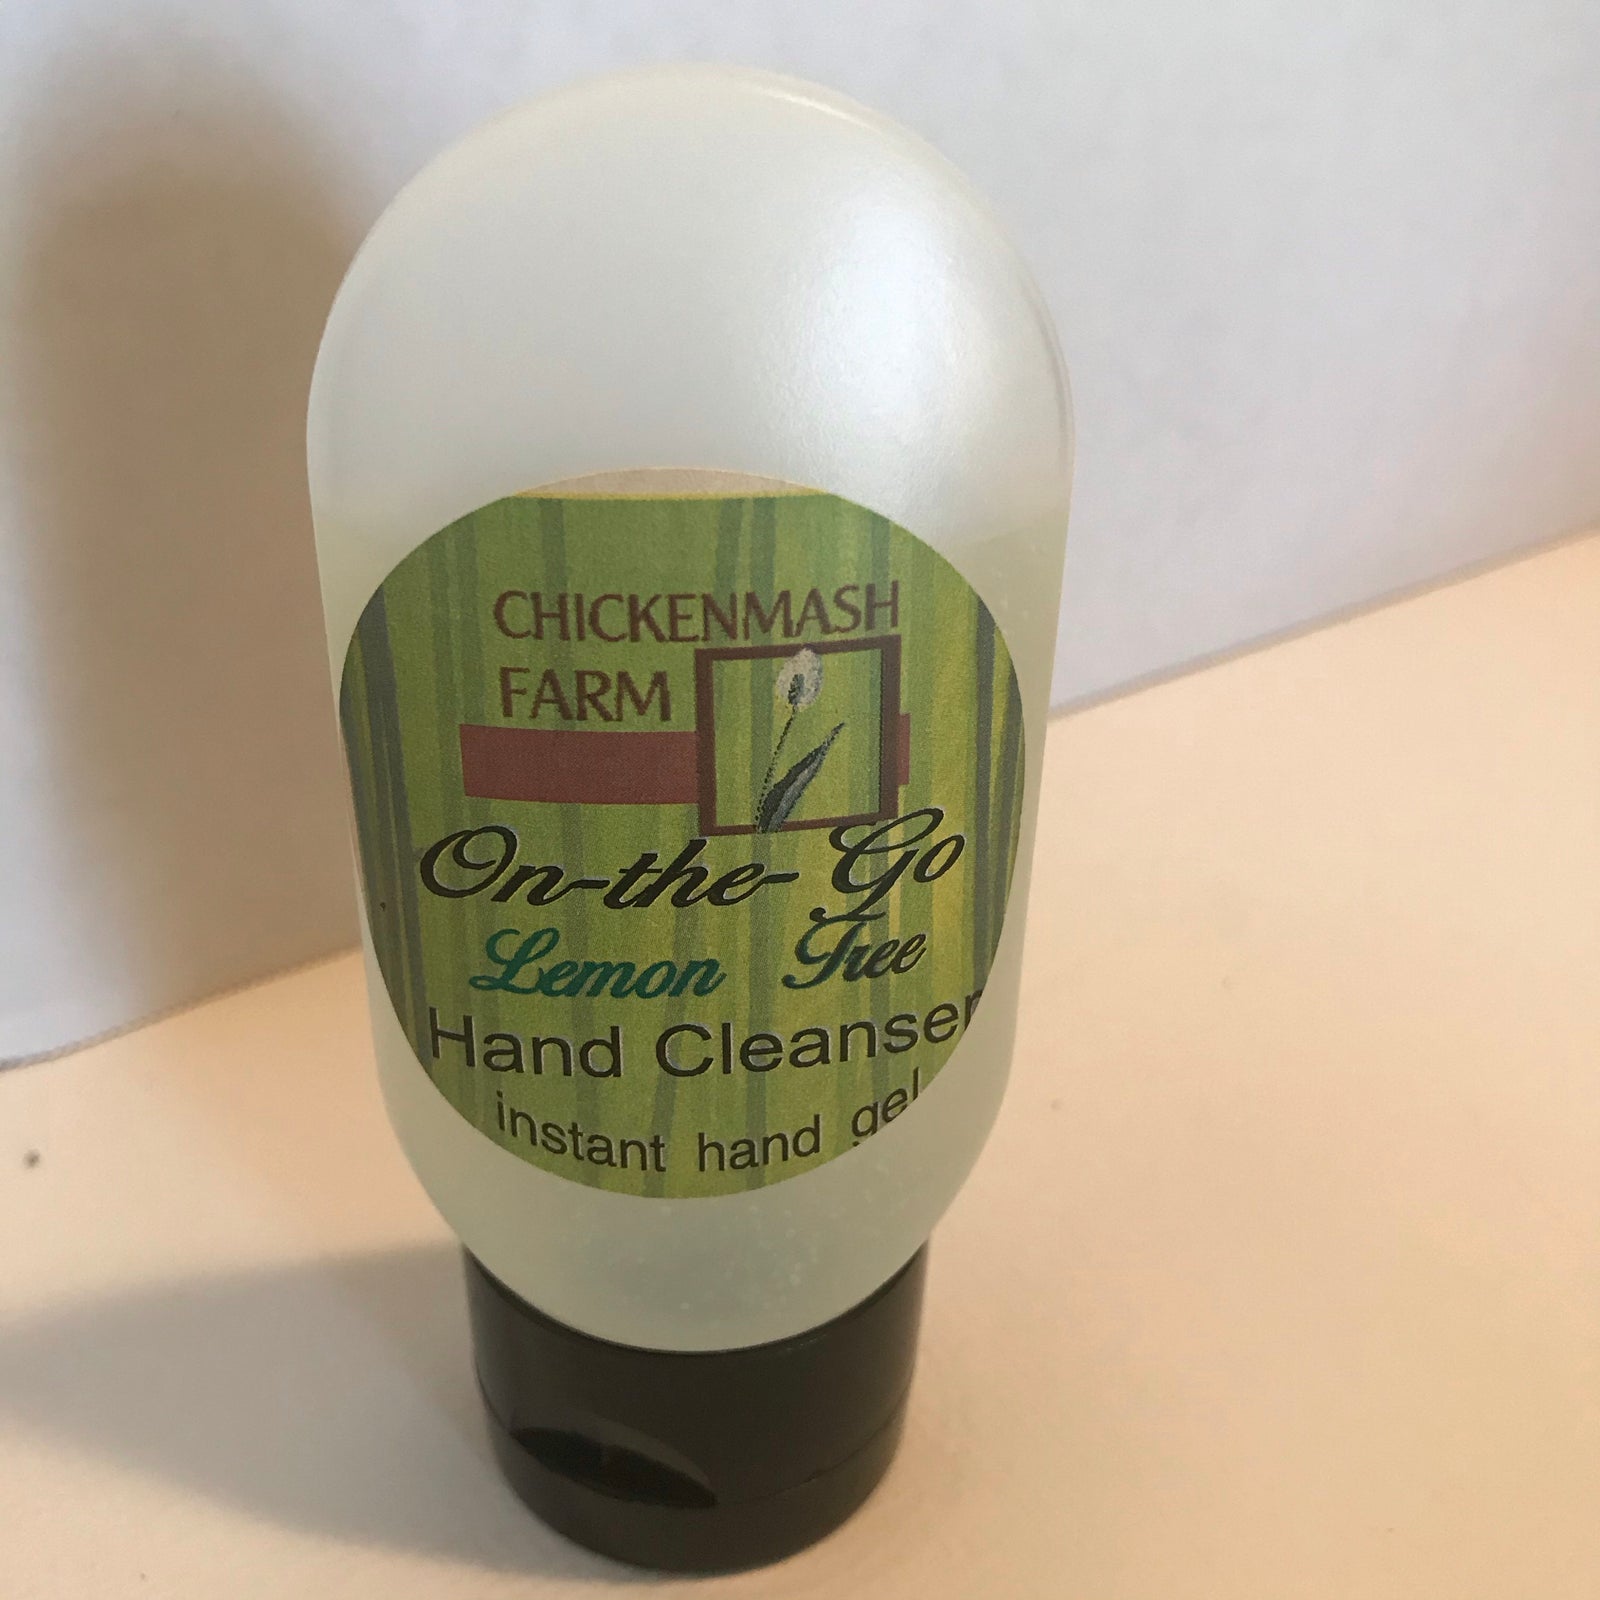 CHICKENMASH
FARM
On-the-Go
Lemon Tree
Hand Cleanser
instant hand gel